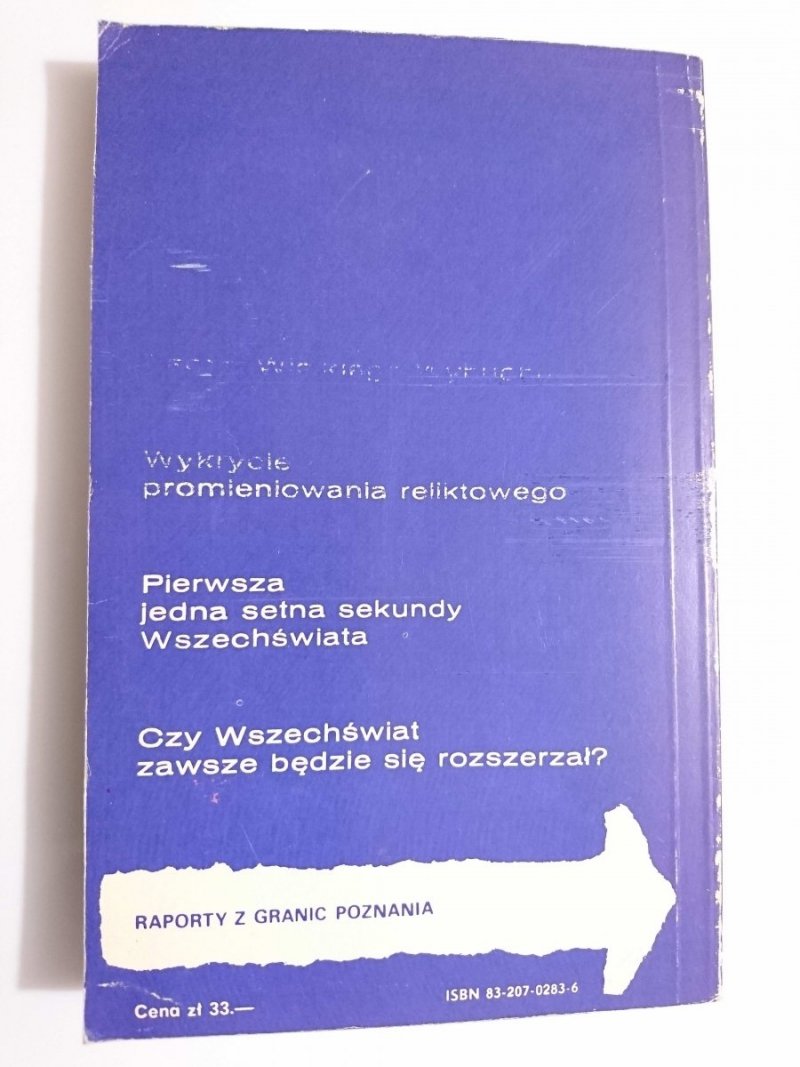 Wykrycie
promieniowania reliktowego
Pierwsza
jedna setna sekundy
Wszechświata
Czy Wszechświat
zawsze będzie się rozszerzał?
RAPORTY Z GRANIC POZNANIA
Cena zł 33.—
ISBN 83-207-0283-6